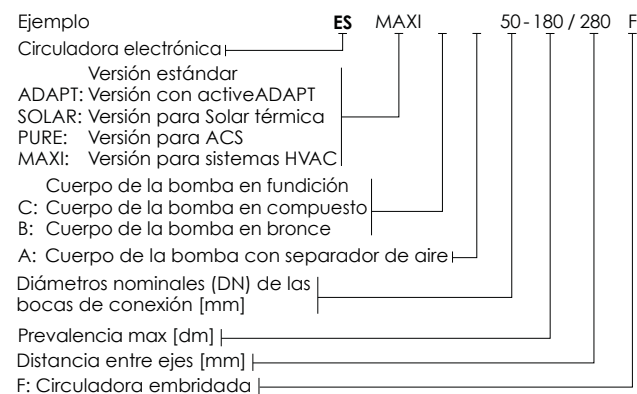 Ejemplo ES MAXI 50-180 / 280 F
Circuladora electrónica
Versión estándar
ADAPT: Versión con activeADAPT
SOLAR: Versión para Solar térmica
PURE: Versión para ACS
MAXI: Versión para sistemas HVAC
Cuerpo de la bomba en fundición
C: Cuerpo de la bomba en compuesto
B: Cuerpo de la bomba en bronce
A: Cuerpo de la bomba con separador de aire
Diámetros nominales (DN) de las
bocas de conexión [mm]
Prevalencia max [dm]
Distancia entre ejes [mm]
F: Circuladora embridada